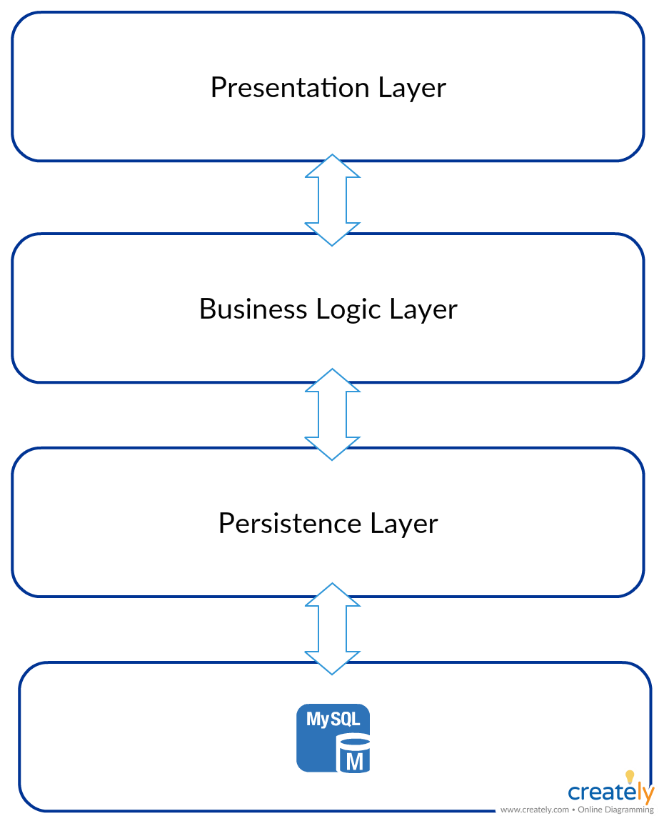 Presentation Layer
Business Logic Layer
Persistence Layer
MySQL
M
creately
www.creately.com • Online Diagramming